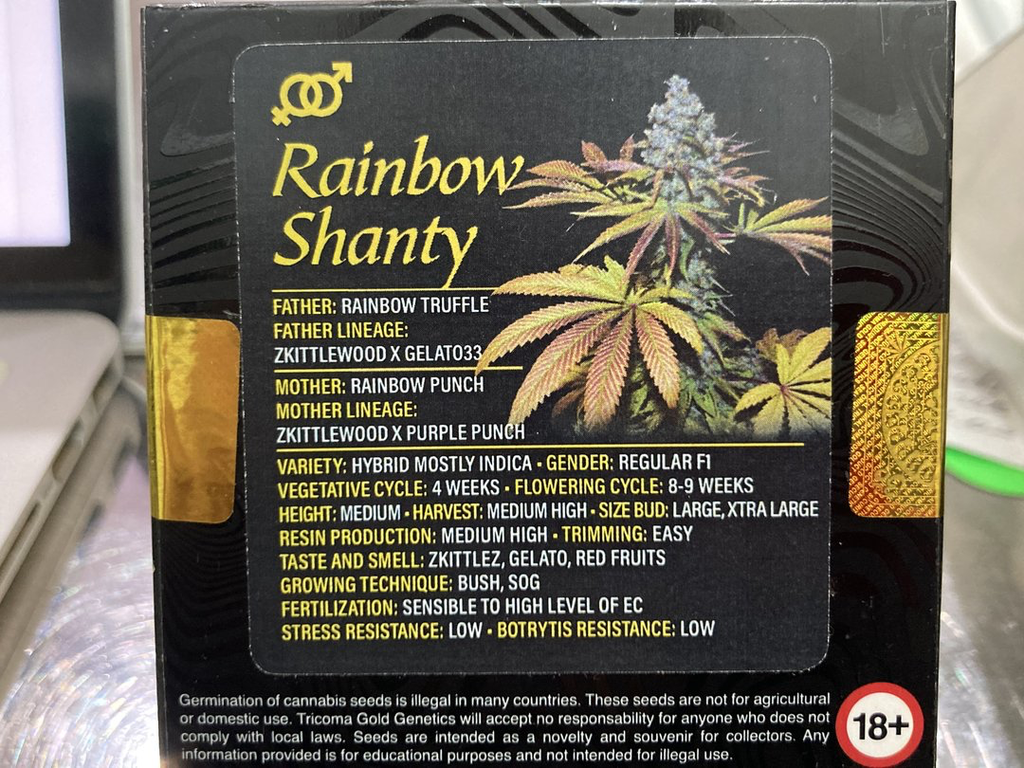 Rainbow
Shanty
FATHER: RAINBOW TRUFFLE
FATHER LINEAGE:
ZKITTLEWOOD X GELATO33
MOTHER: RAINBOW PUNCH
MOTHER LINEAGE:
ZKITTLEWOOD X PURPLE PUNCH
VARIETY: HYBRID MOSTLY INDICA • GENDER: REGULAR F1
VEGETATIVE CYCLE: 4 WEEKS • FLOWERING CYCLE: 8-9 WEEKS
HEIGHT: MEDIUM • HARVEST: MEDIUM HIGH • SIZE BUD: LARGE, XTRA LARGE
RESIN PRODUCTION: MEDIUM HIGH • TRIMMING: EASY
TASTE AND SMELL: ZKITTLEZ, GELATO, RED FRUITS
GROWING TECHNIQUE: BUSH, SOG
FERTILIZATION: SENSIBLE TO HIGH LEVEL OF EC
STRESS RESISTANCE: LOW • BOTRYTIS RESISTANCE: LOW
Germination of cannabis seeds is illegal in many countries. These seeds are not for agricultural
or domestic use. Tricoma Gold Genetics will accept no responsibility for anyone who does not
comply with local laws. Seeds are intended as a novelty and souvenir for collectors. Any
information provided is for educational purposes and not intended for illegal use.
18+